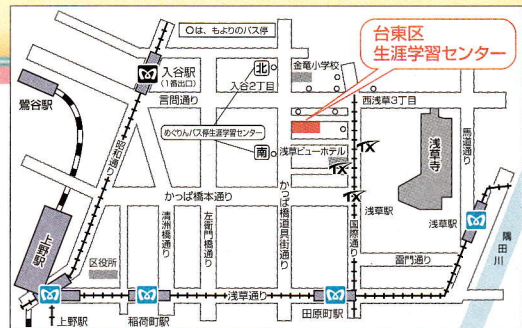 ○は、もよりのバス停
台東区
生涯学習センター
入谷駅
(1番出口)
北
入谷2丁目
金竜小学校
鶯谷駅
言問通り
西浅草3丁目
昭和通り
めぐりんバス停生涯学習センター
南
浅草ビューホテル
TX
馬道通り
浅草寺
かっぱ橋本通り
TX
浅草駅
浅草駅
上野駅
区役所
清洲橋通り
左衛門橋通り
かっぱ橋道具街通り
国際通り
雷門通り
隅田川
浅草通り
上野駅
稲荷町駅
田原町駅